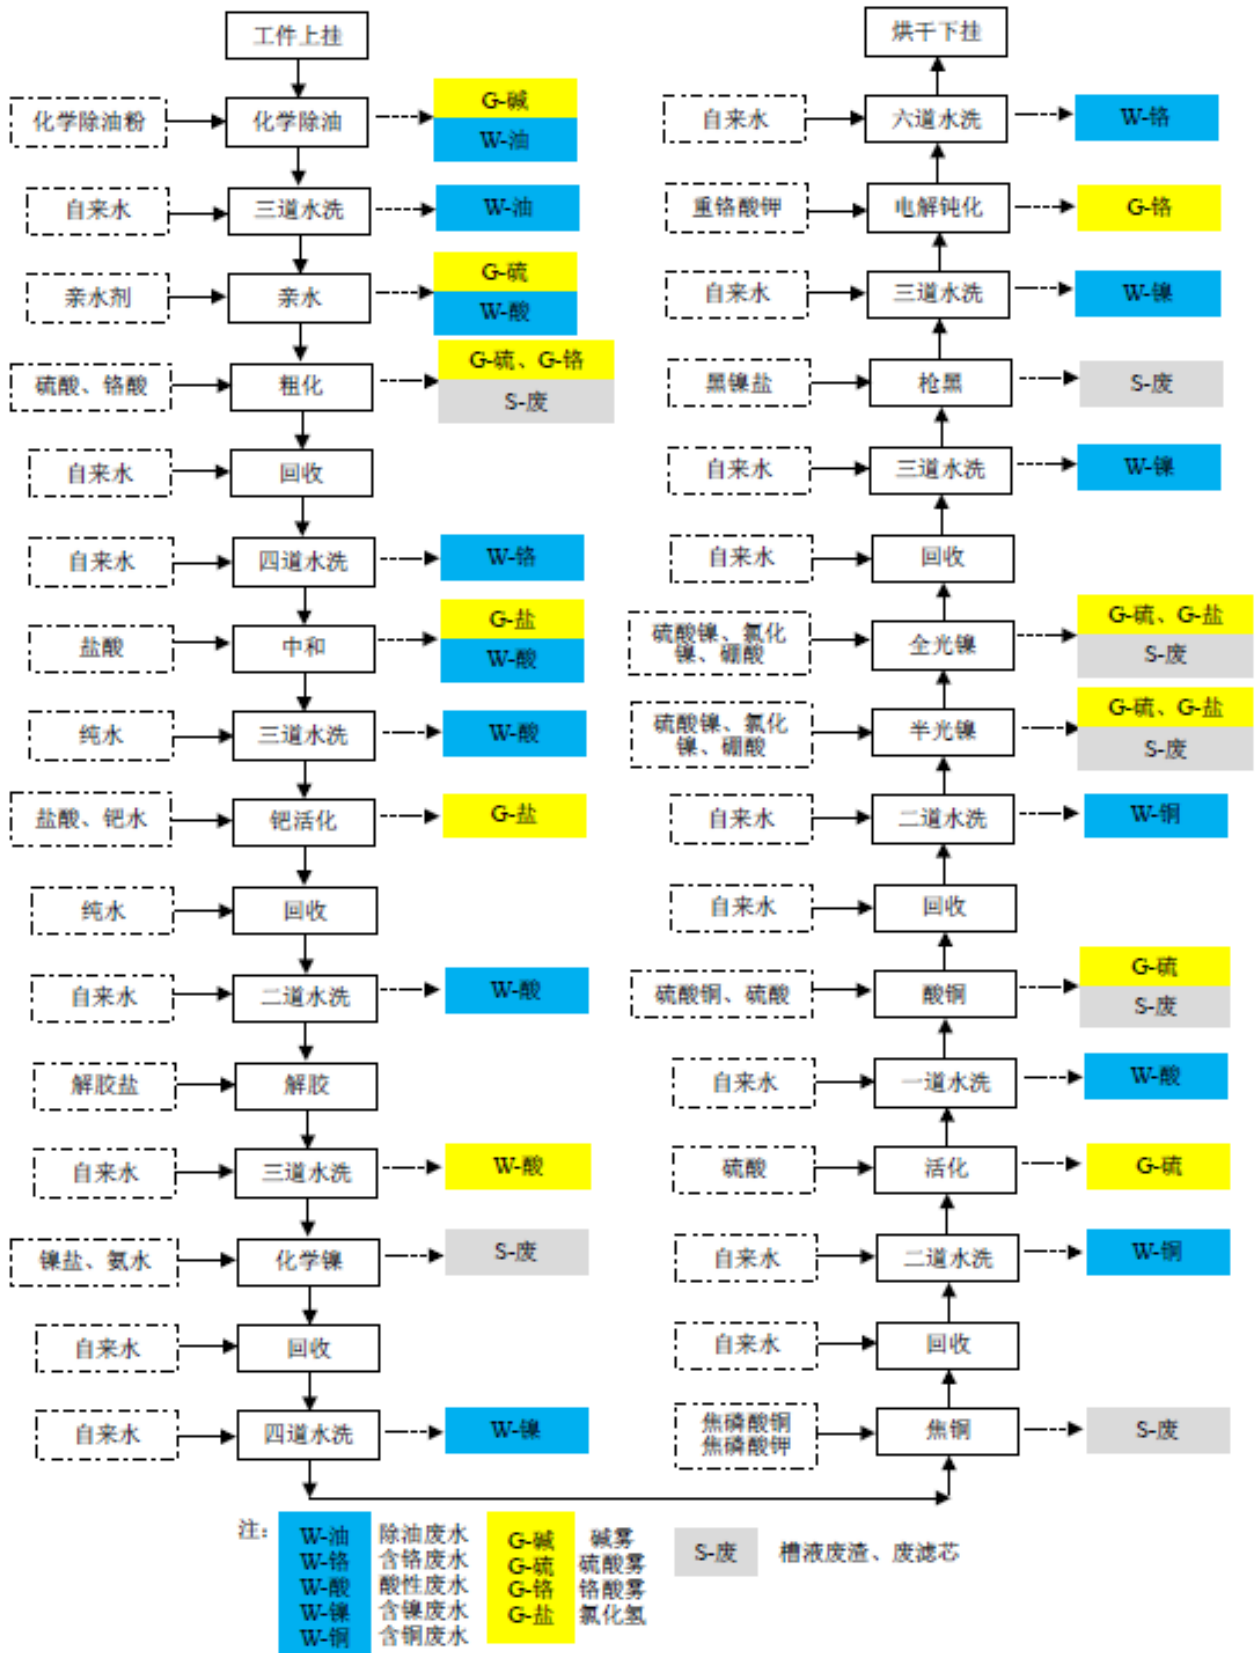 工件上挂
化学除油粉
化学除油
G-碱
W-油
自来水
三道水洗
W-油
亲水剂
亲水
G-硫
W-酸
硫酸、铬酸
粗化
G-硫、G-铬
S-废
自来水
回收
自来水
四道水洗
W-铬
盐酸
中和
G-盐
W-酸
纯水
三道水洗
W-酸
盐酸、钯水
钯活化
G-盐
纯水
回收
自来水
二道水洗
W-酸
解胶盐
解胶
自来水
三道水洗
W-酸
镍盐、氨水
化学镍
S-废
自来水
回收
自来水
四道水洗
W-镍
烘干下挂
自来水
六道水洗
W-铬
重铬酸钾
电解钝化
G-铬
自来水
三道水洗
W-镍
黑镍盐
枪黑
S-废
自来水
三道水洗
W-镍
自来水
回收
硫酸镍、氯化
镍、硼酸
全光镍
G-硫、G-盐
S-废
硫酸镍、氯化
镍、硼酸
半光镍
G-硫、G-盐
S-废
自来水
二道水洗
W-铜
自来水
回收
硫酸铜、硫酸
酸铜
G-硫
S-废
自来水
一道水洗
W-酸
硫酸
活化
G-硫
自来水
二道水洗
W-铜
自来水
回收
焦磷酸铜
焦磷酸钾
焦铜
S-废
注：
W-油 除油废水
W-铬 含铬废水
W-酸 酸性废水
W-镍 含镍废水
W-铜 含铜废水
G-碱 碱雾
G-硫 硫酸雾
G-铬 铬酸雾
G-盐 氯化氢
S-废 槽液废渣、废滤芯